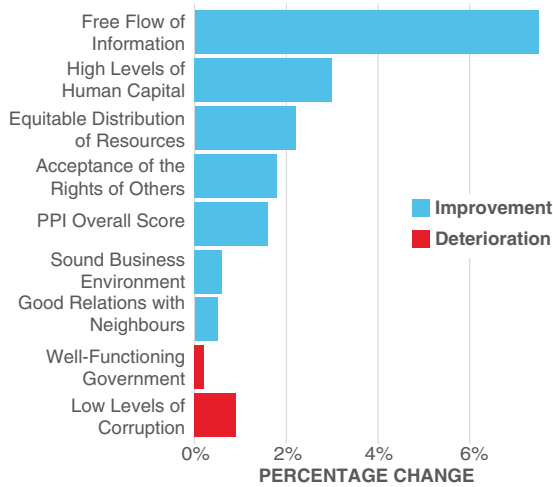 Free Flow of
Information
High Levels of
Human Capital
Equitable Distribution
of Resources
Acceptance of the
Rights of Others
PPI Overall Score
Sound Business
Environment
Good Relations with
Neighbours
Well-Functioning
Government
Low Levels of
Corruption
Improvement
Deterioration
0% 2% 4% 6%
PERCENTAGE CHANGE